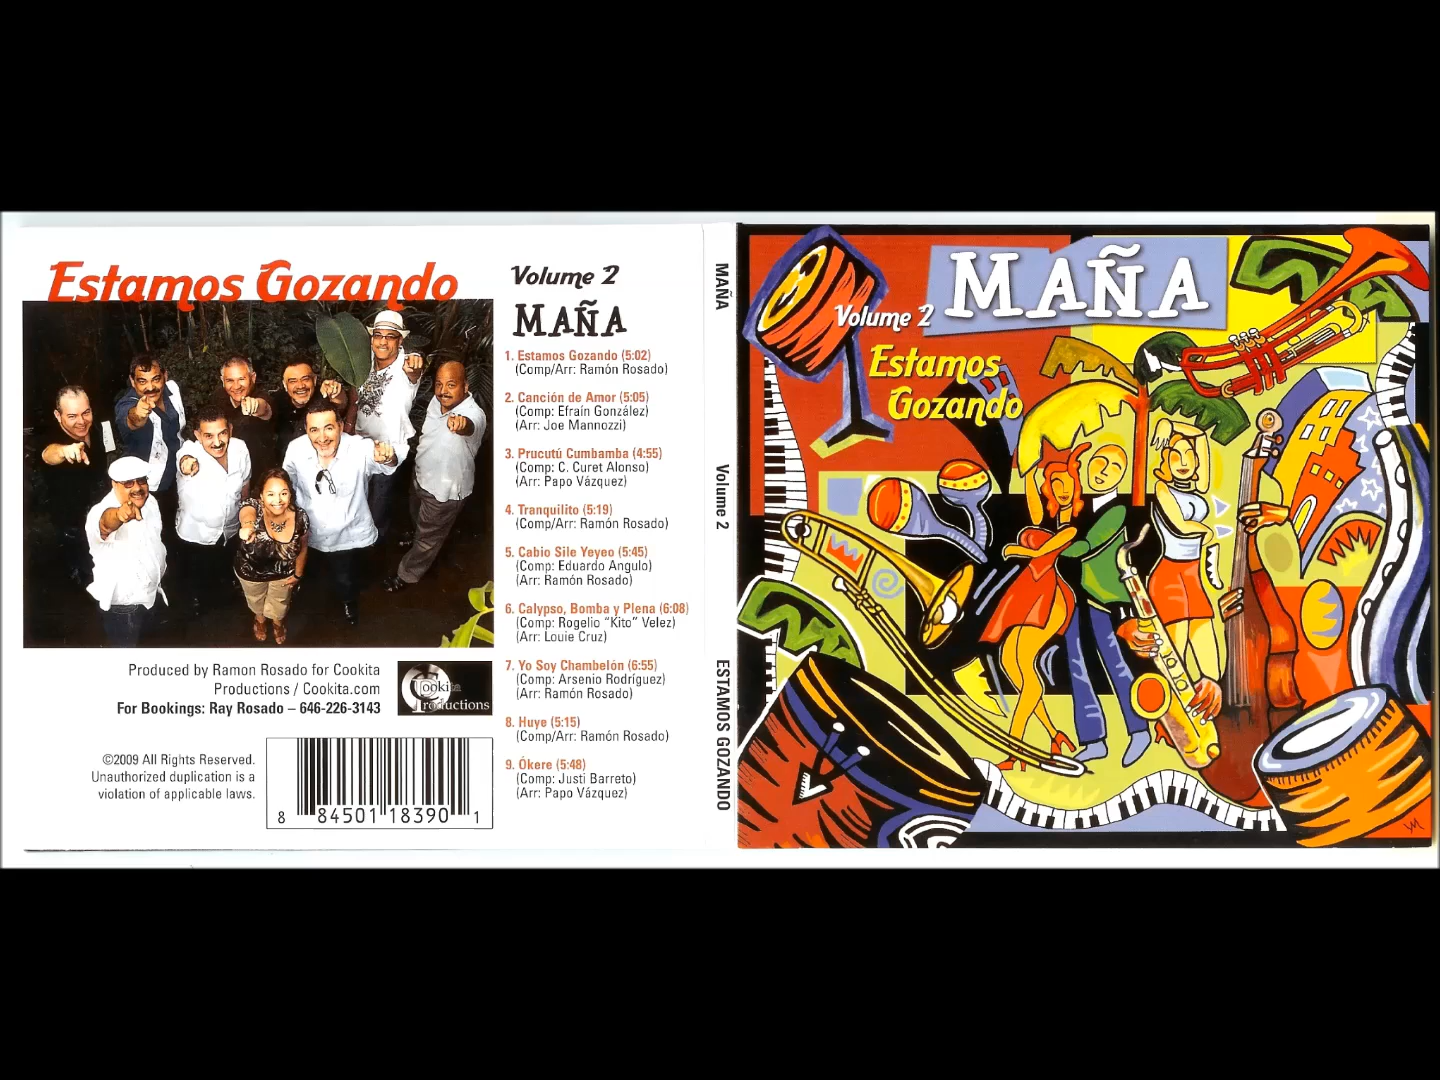 Estamos Gozando
Produced by Ramon Rosado for Cookita
Productions / Cookita.com
For Bookings: Ray Rosado – 646-226-3143
Cookita
Productions
©2009 All Rights Reserved.
Unauthorized duplication is a
violation of applicable laws.
8 84501 18390 1
Volume 2
MAÑA
1. Estamos Gozando (5:02)
(Comp/Arr: Ramón Rosado)
2. Canción de Amor (5:05)
(Comp: Efraín González)
(Arr: Joe Mannozzi)
3. Prucutú Cumbamba (4:55)
(Comp: C. Curet Alonso)
(Arr: Papo Vázquez)
4. Tranquilito (5:19)
(Comp/Arr: Ramón Rosado)
5. Cabio Sile Yeyeo (5:45)
(Comp: Eduardo Angulo)
(Arr: Ramón Rosado)
6. Calypso, Bomba y Plena (6:08)
(Comp: Rogelio “Kito” Velez)
(Arr: Louie Cruz)
7. Yo Soy Chambelón (6:55)
(Comp: Arsenio Rodríguez)
(Arr: Ramón Rosado)
8. Huye (5:15)
(Comp/Arr: Ramón Rosado)
9. Ókere (5:48)
(Comp: Justi Barreto)
(Arr: Papo Vázquez)
MAÑA
Volume 2
ESTAMOS GOZANDO
MAÑA
Volume 2
Estamos
Gozando